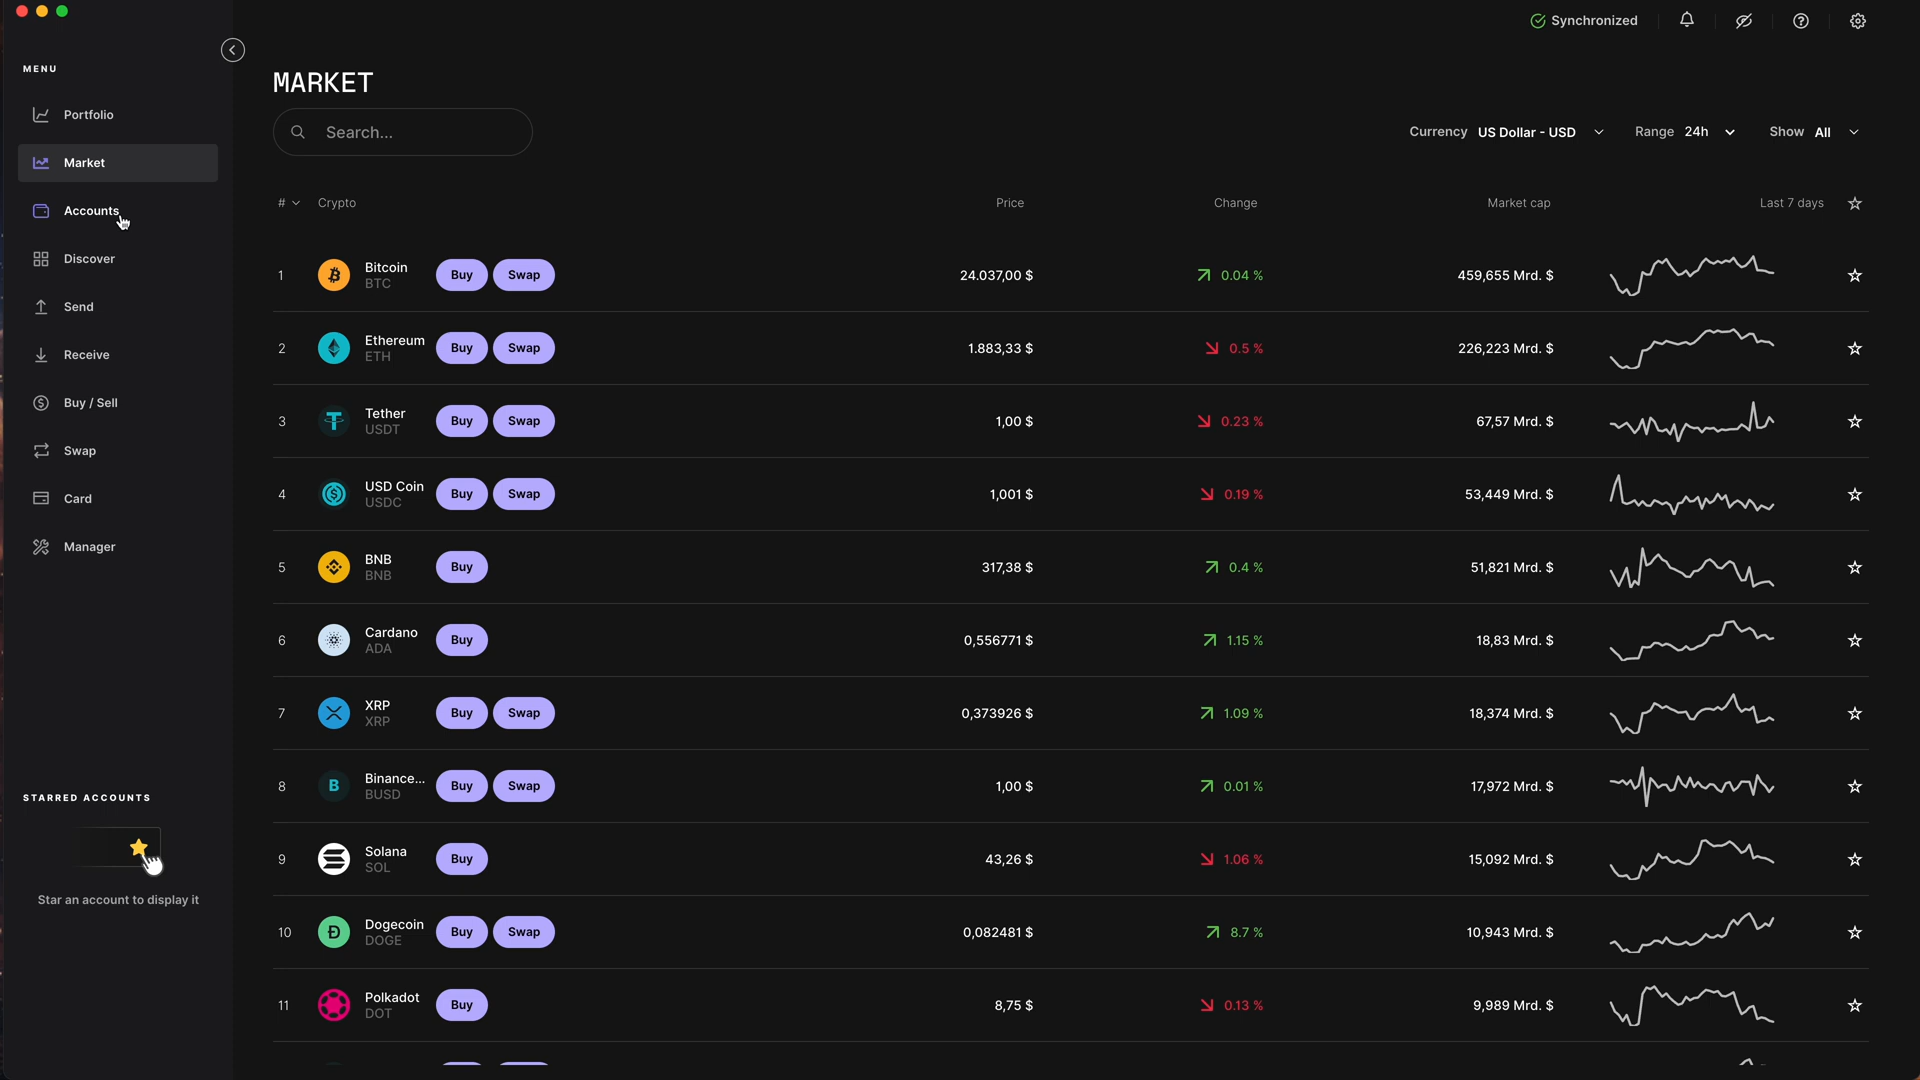 Synchronized
MENU
MARKET
Portfolio
Search...
Currency US Dollar - USD Range 24h Show All
Market
Accounts
# Crypto Price Change Market cap Last 7 days
Discover
1 Bitcoin BTC Buy Swap 24.037,00 $ 0.04 % 459,655 Mrd. $
Send
2 Ethereum ETH Buy Swap 1.883,33 $ 0.5 % 226,223 Mrd. $
Receive
Buy / Sell
3 Tether USDT Buy Swap 1,00 $ 0.23 % 67,57 Mrd. $
Swap
4 USD Coin USDC Buy Swap 1,001 $ 0.19 % 53,449 Mrd. $
Card
Manager
5 BNB BNB Buy 317,38 $ 0.4 % 51,821 Mrd. $
6 Cardano ADA Buy 0,556771 $ 1.15 % 18,83 Mrd. $
7 XRP XRP Buy Swap 0,373926 $ 1.09 % 18,374 Mrd. $
8 Binance... BUSD Buy Swap 1,00 $ 0.01 % 17,972 Mrd. $
STARRED ACCOUNTS
9 Solana SOL Buy 43,26 $ 1.06 % 15,092 Mrd. $
Star an account to display it
10 Dogecoin DOGE Buy Swap 0,082481 $ 8.7 % 10,943 Mrd. $
11 Polkadot DOT Buy 8,75 $ 0.13 % 9,989 Mrd. $